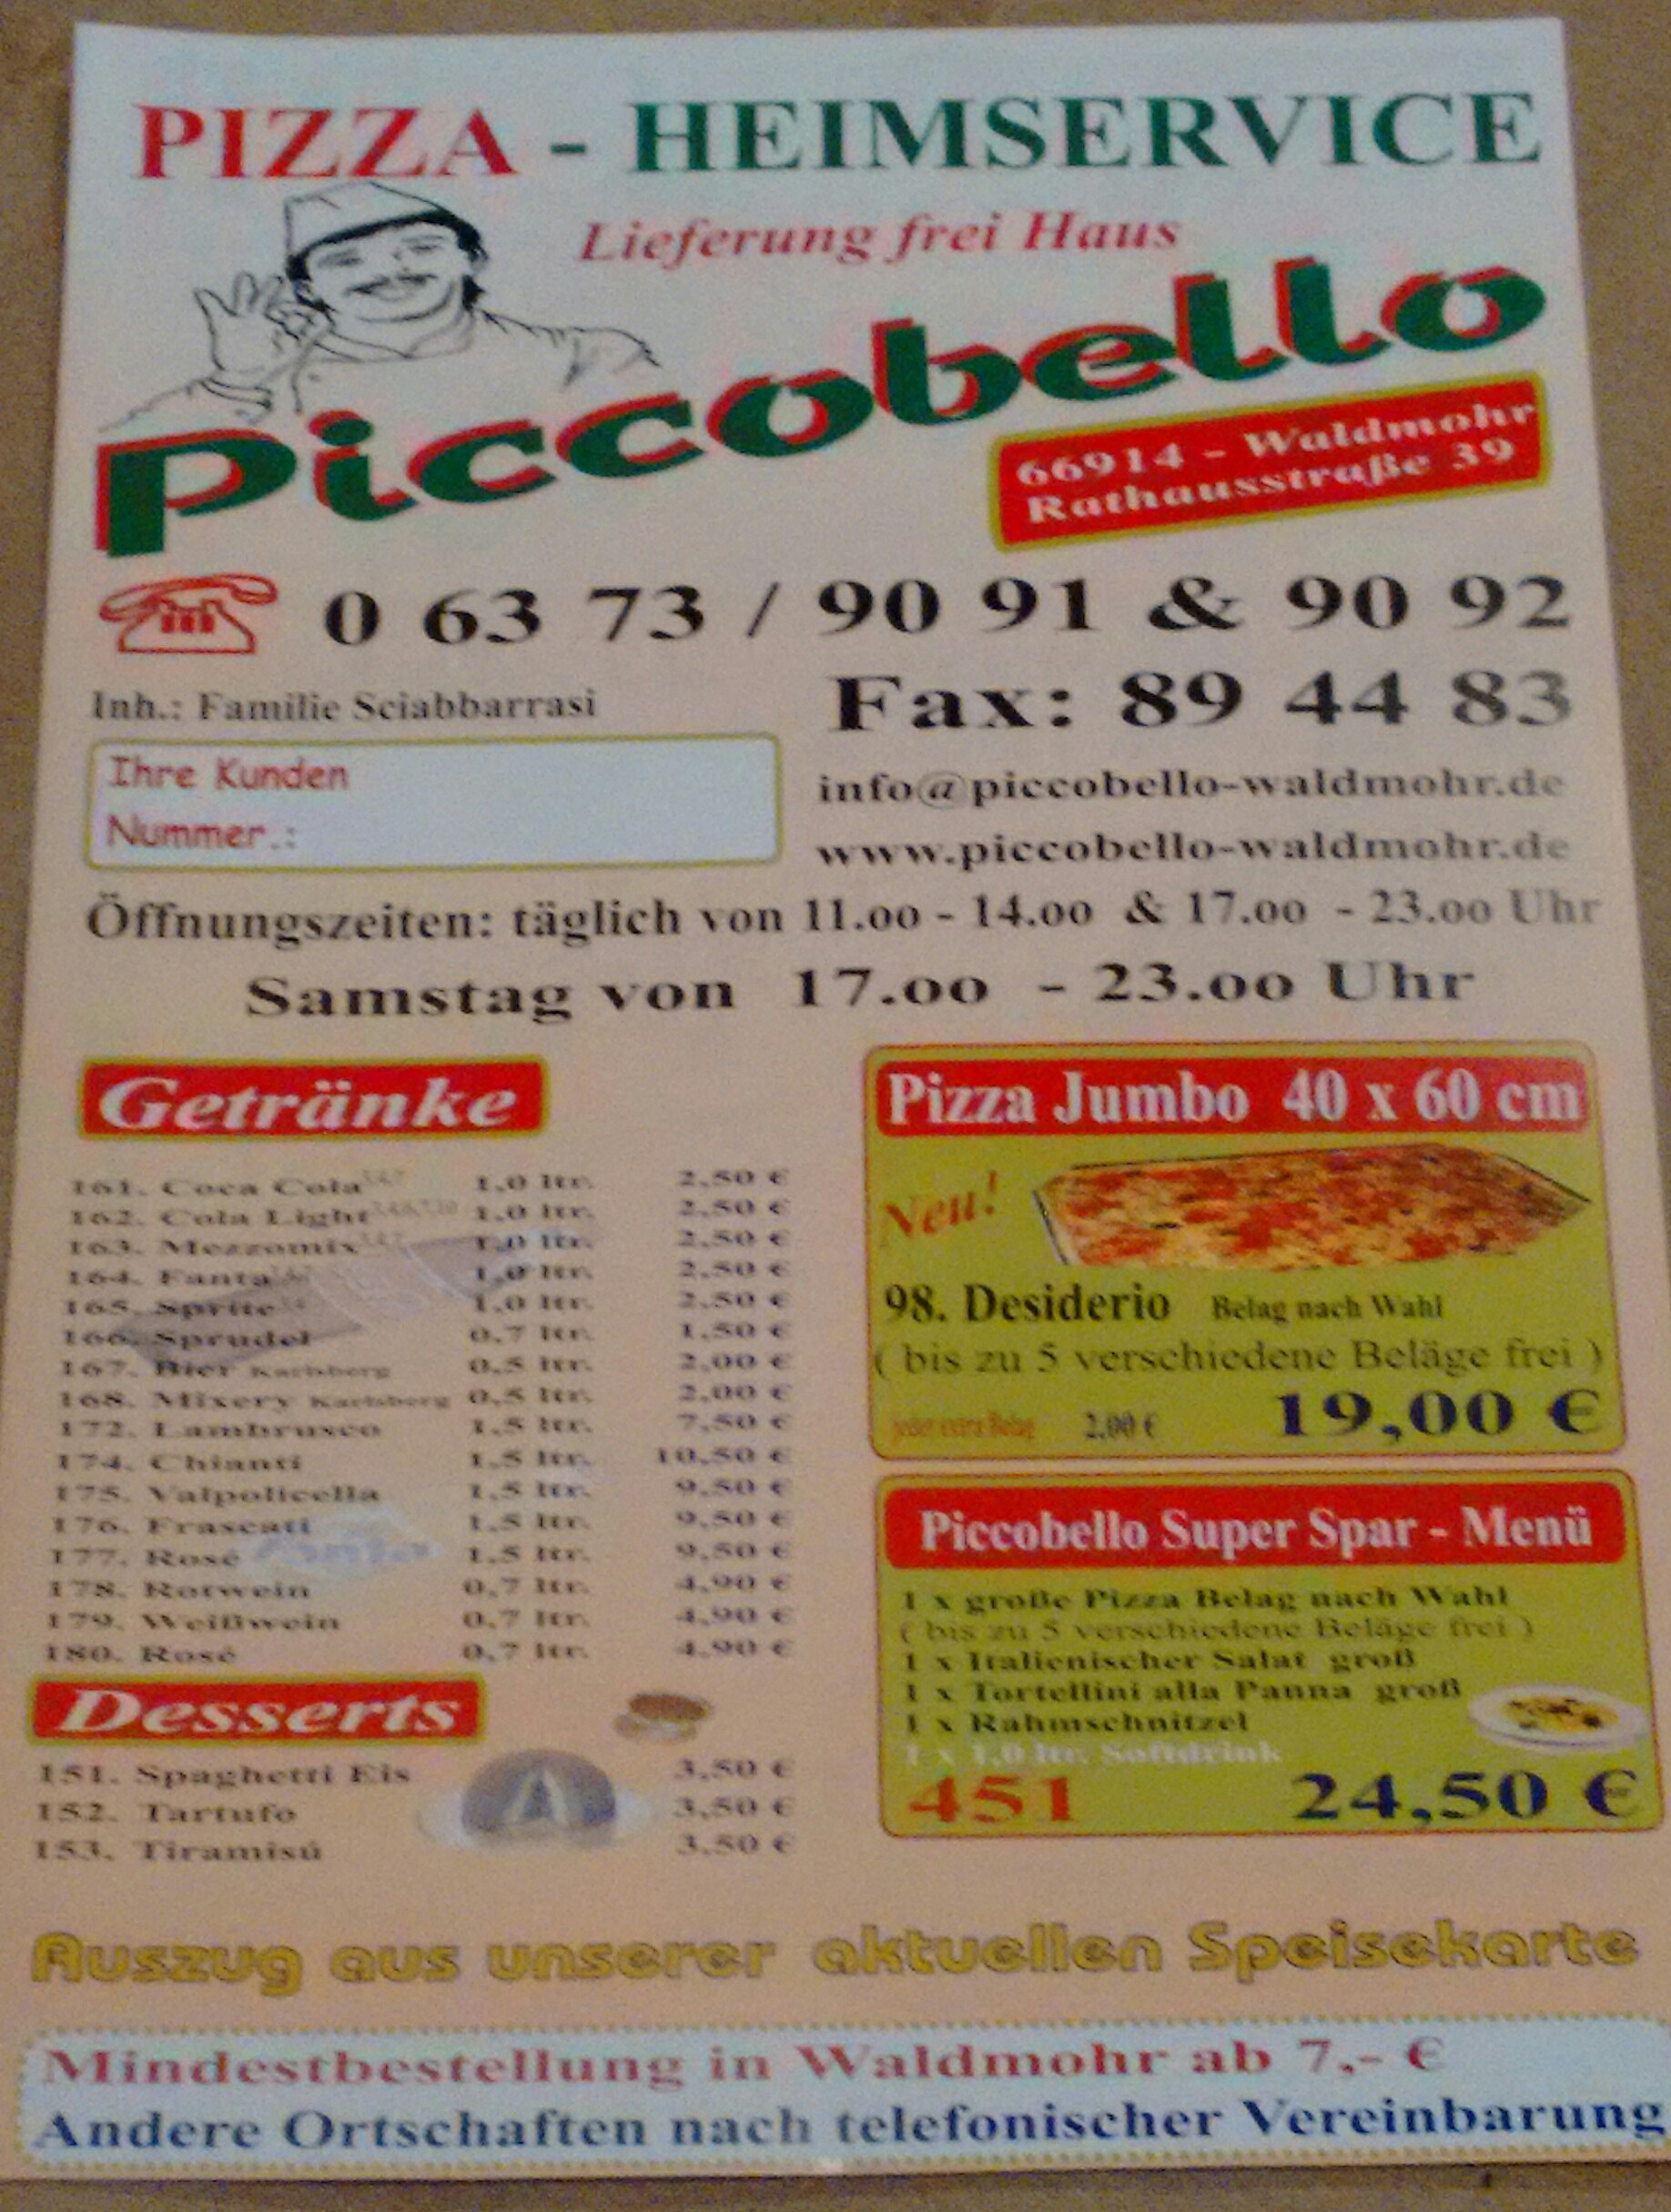 PIZZA - HEIMSERVICE
Lieferung frei Haus
Piccobello
66914 - Waldmohr
Rathausstraße 39
0 63 73 / 90 91 & 90 92
Inh.: Familie Sciabbarrasi
Fax: 89 44 83
Ihre Kunden
Nummer.:
info@piccobello-waldmohr.de
www.piccobello-waldmohr.de
Öffnungszeiten: täglich von 11.00 - 14.00 & 17.00 - 23.00 Uhr
Samstag von 17.00 - 23.00 Uhr
Getränke
161. Coca Cola 1,0 ltr. 2,50 €
162. Cola Light 1,0 ltr. 2,50 €
163. Mezzomix 1,0 ltr. 2,50 €
164. Fanta 1,0 ltr. 2,50 €
165. Sprite 1,0 ltr. 2,50 €
166. Sprudel 0,7 ltr. 1,50 €
167. Bier Karlsberg 0,5 ltr. 2,00 €
168. Mixery Karlsberg 0,5 ltr. 2,00 €
172. Lambrusco 1,5 ltr. 7,50 €
174. Chianti 1,5 ltr. 10,50 €
175. Valpolicella 1,5 ltr. 9,50 €
176. Frascati 1,5 ltr. 9,50 €
177. Rosé 1,5 ltr. 9,50 €
178. Rotwein 0,7 ltr. 4,90 €
179. Weißwein 0,7 ltr. 4,90 €
180. Rosé 0,7 ltr. 4,90 €
Desserts
151. Spaghetti Eis 3,50 €
152. Tartufo 3,50 €
153. Tiramisú 3,50 €
Pizza Jumbo 40 x 60 cm
Neu!
98. Desiderio Belag nach Wahl
( bis zu 5 verschiedene Beläge frei )
jeder extra Belag 2,00 € 19,00 €
Piccobello Super Spar - Menü
1 x große Pizza Belag nach Wahl
( bis zu 5 verschiedene Beläge frei )
1 x Italienischer Salat groß
1 x Tortellini alla Panna groß
1 x Rahmschnitzel
1 x 1,0 ltr. Softdrink
451 24,50 €
Auszug aus unserer aktuellen Speisekarte
Mindestbestellung in Waldmohr ab 7,- €
Andere Ortschaften nach telefonischer Vereinbarung